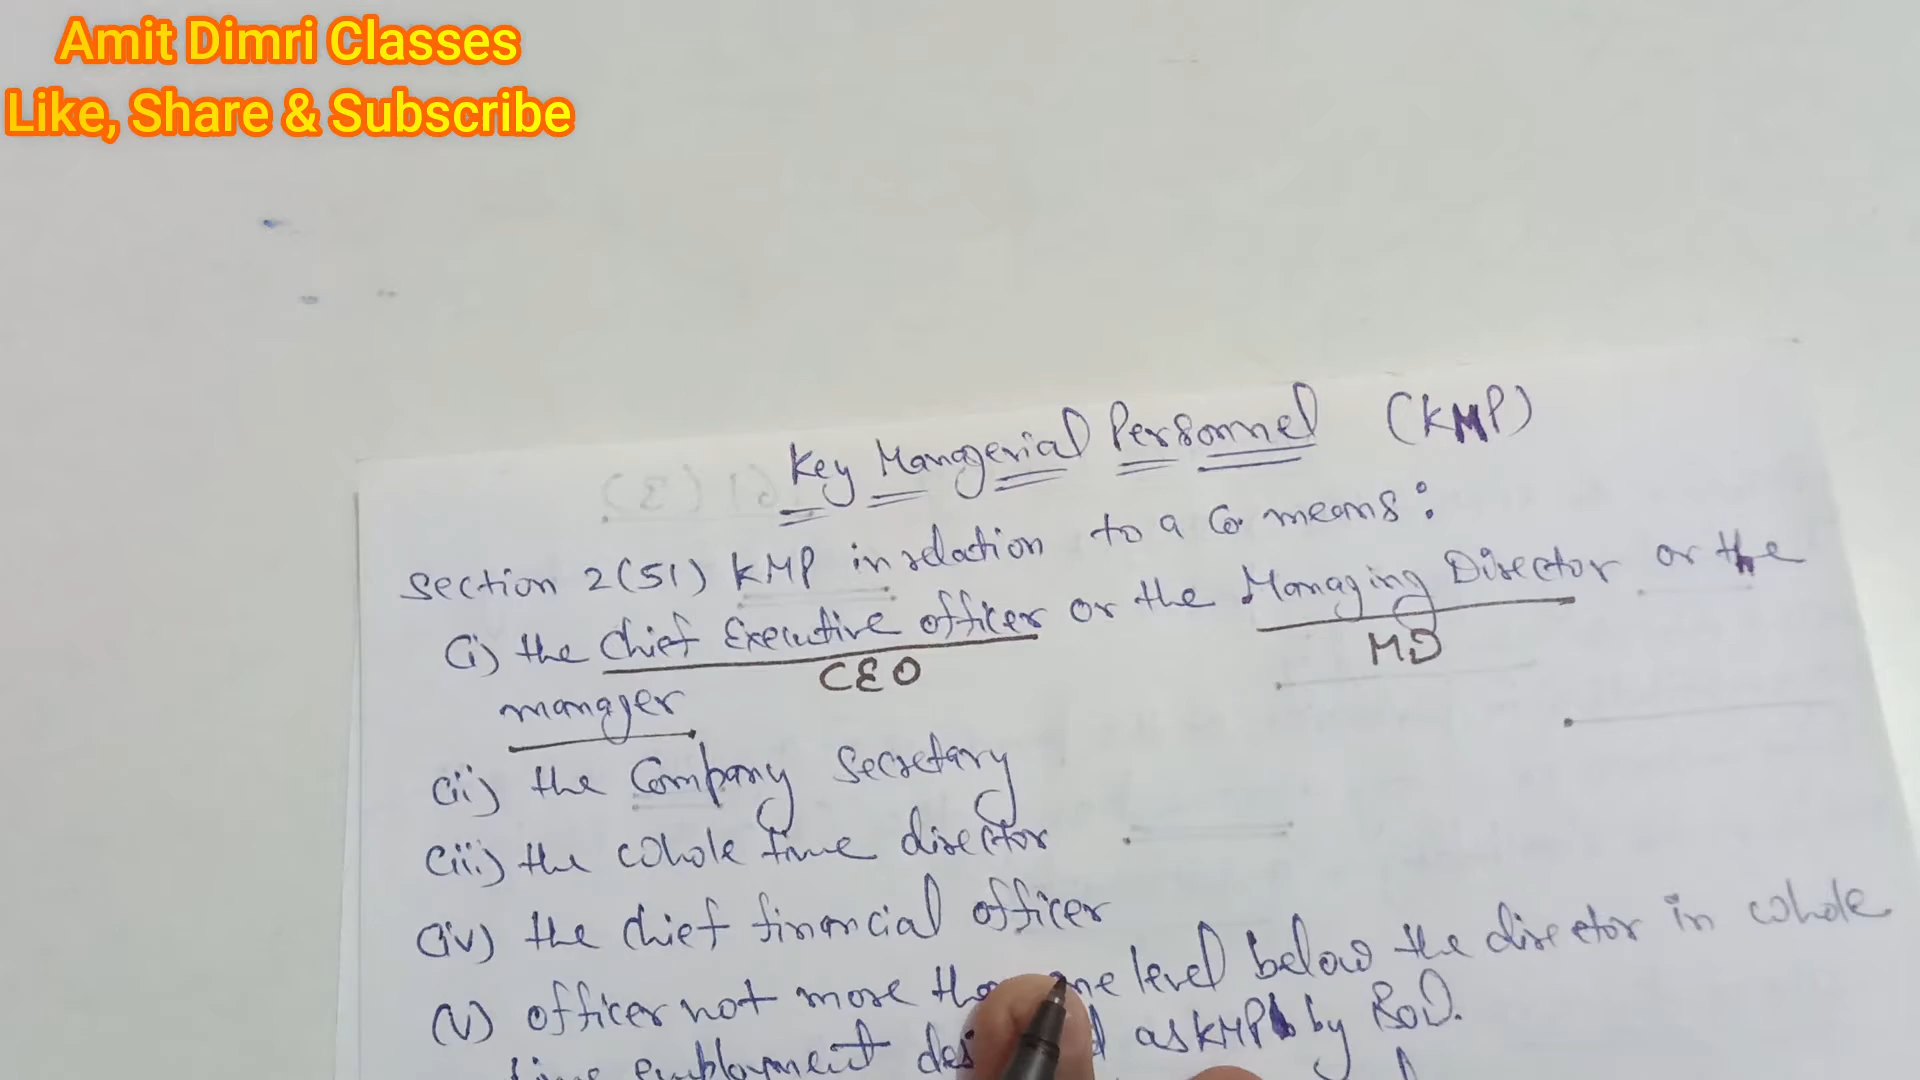 Amit Dimri Classes
Like, Share & Subscribe
Key Managerial Personnel (KMP)
Section 2(51) KMP in relation to a Co means:
(i) the Chief Executive officer or the Managing Director or the
CEO MD
manager
(ii) the Company Secretary
(iii) the whole time director
(iv) the chief financial officer
(v) officer not more level below the director in whole
time employment as KMP by BOD.